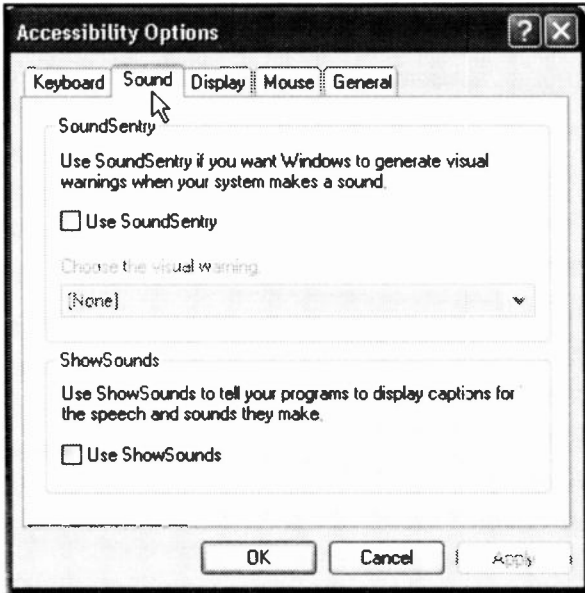 Accessibility Options
Keyboard Sound Display Mouse General
SoundSentry
Use SoundSentry if you want Windows to generate visual
warnings when your system makes a sound.
Use SoundSentry
Choose the visual warning.
[None]
ShowSounds
Use ShowSounds to tell your programs to display captions for
the speech and sounds they make.
Use ShowSounds
OK Cancel Apply